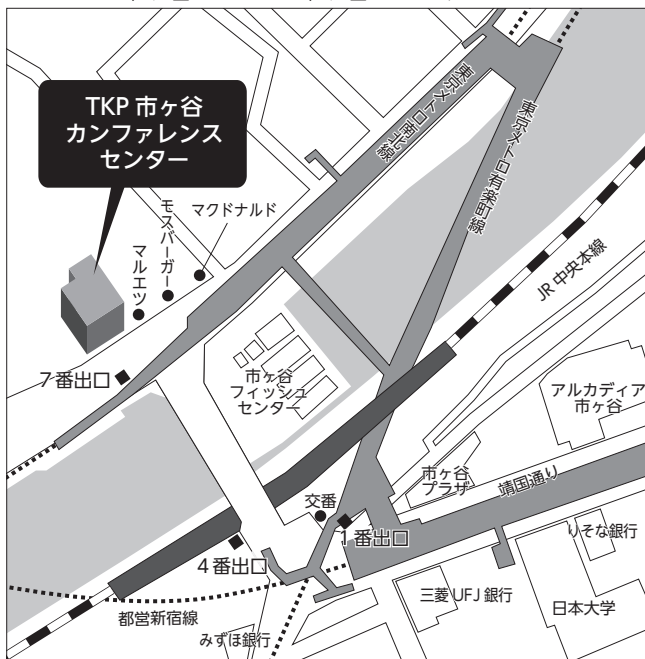 TKP 市ヶ谷
カンファレンス
センター
東京メトロ南北線
東京メトロ有楽町線
モスバーガー
マクドナルド
マルエツ
JR 中央本線
7番出口
市ヶ谷
フィッシュ
センター
アルカディア
市ヶ谷
市ヶ谷
プラザ
靖国通り
交番
1番出口
りそな銀行
4番出口
三菱 UFJ 銀行
日本大学
都営新宿線
みずほ銀行